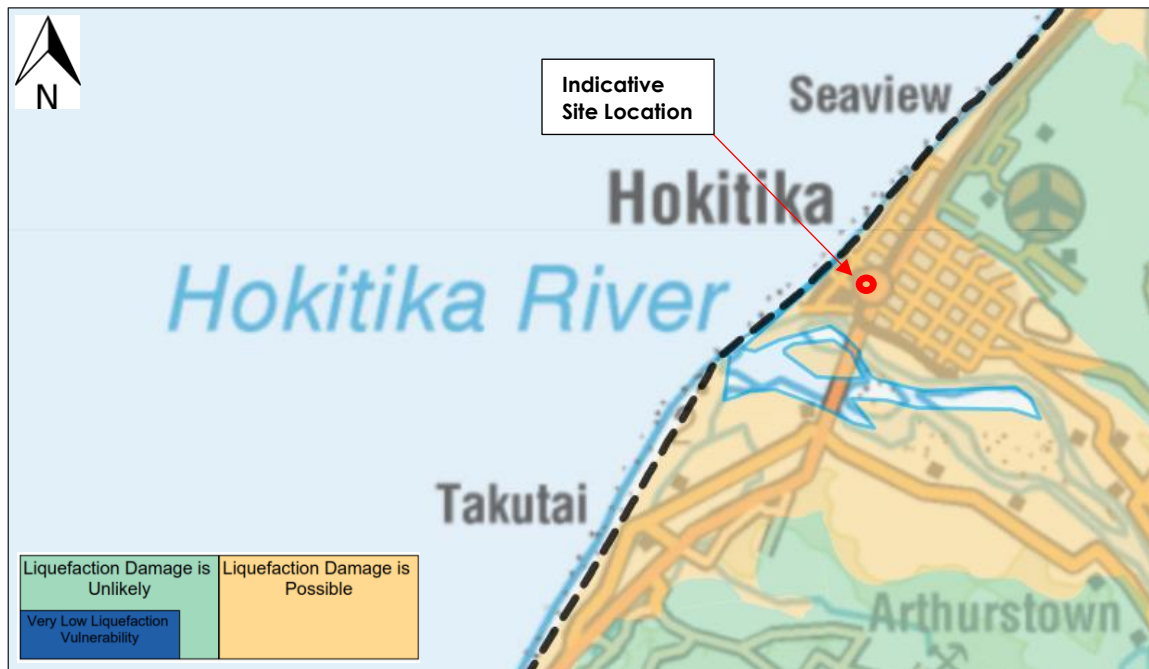 N
Indicative
Site Location
Seaview
Hokitika
Hokitika River
Takutai
Arthurstown
Liquefaction Damage is
Unlikely
Very Low Liquefaction
Vulnerability
Liquefaction Damage is
Possible